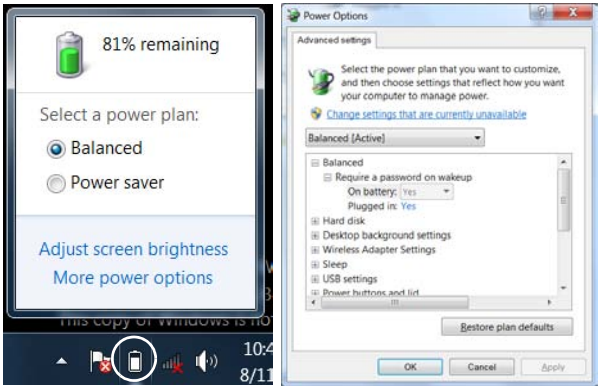 81% remaining
Select a power plan:
Balanced
Power saver
Adjust screen brightness
More power options
This copy of Windows is not
10:4
8/11
Power Options
Advanced settings
Select the power plan that you want to customize,
and then choose settings that reflect how you want
your computer to manage power.
Change settings that are currently unavailable
Balanced [Active]
Balanced
Require a password on wakeup
On battery: Yes
Plugged in: Yes
Hard disk
Desktop background settings
Wireless Adapter Settings
Sleep
USB settings
Power buttons and lid
Restore plan defaults
OK
Cancel
Apply